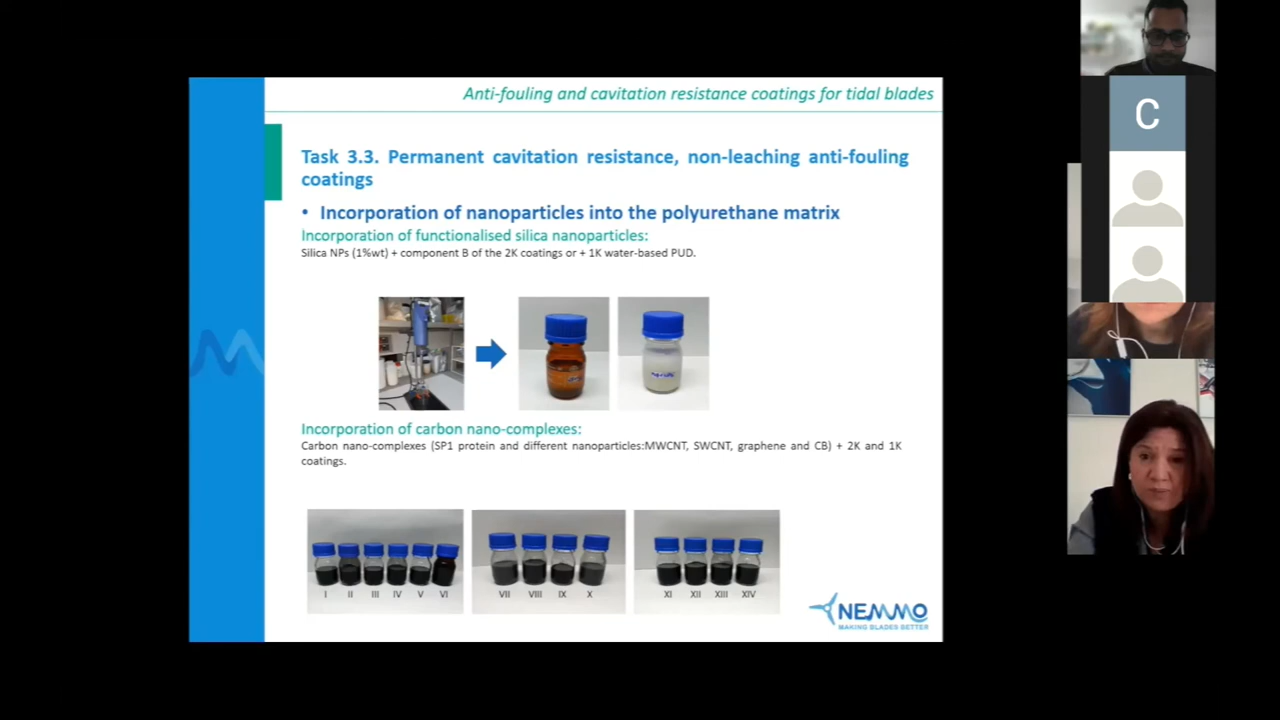 Anti-fouling and cavitation resistance coatings for tidal blades
Task 3.3. Permanent cavitation resistance, non-leaching anti-fouling
coatings
• Incorporation of nanoparticles into the polyurethane matrix
Incorporation of functionalised silica nanoparticles:
Silica NPs (1%wt) + component B of the 2K coatings or + 1K water-based PUD.
Incorporation of carbon nano-complexes:
Carbon nano-complexes (SP1 protein and different nanoparticles:MWCNT, SWCNT, graphene and CB) + 2K and 1K
coatings.
I II III IV V VI
VII VIII IX X
XI XII XIII XIV
NEMMO
MAKING BLADES BETTER
C